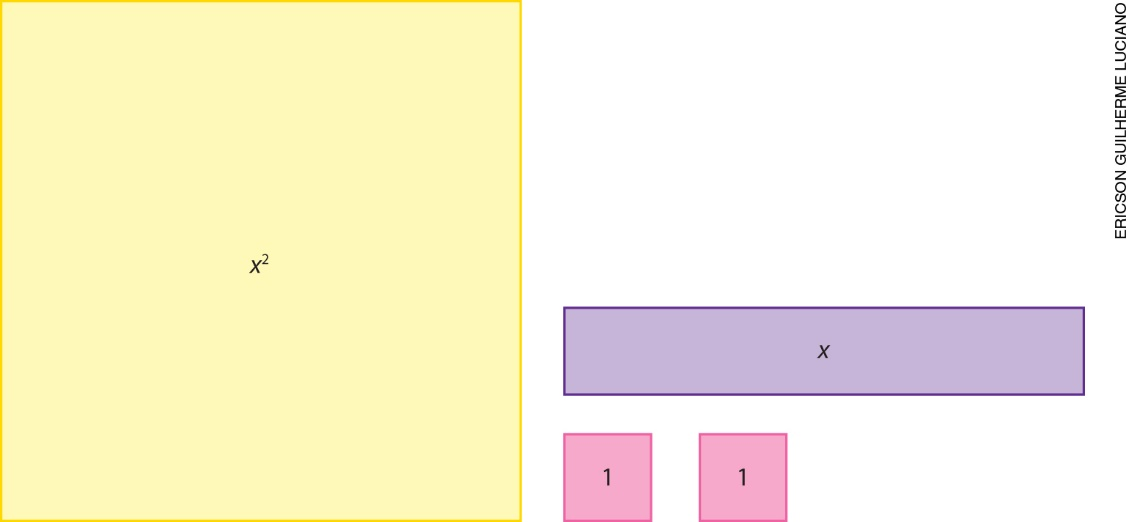 x²
x
1
1
ERICSON GUILHERME LUCIANO